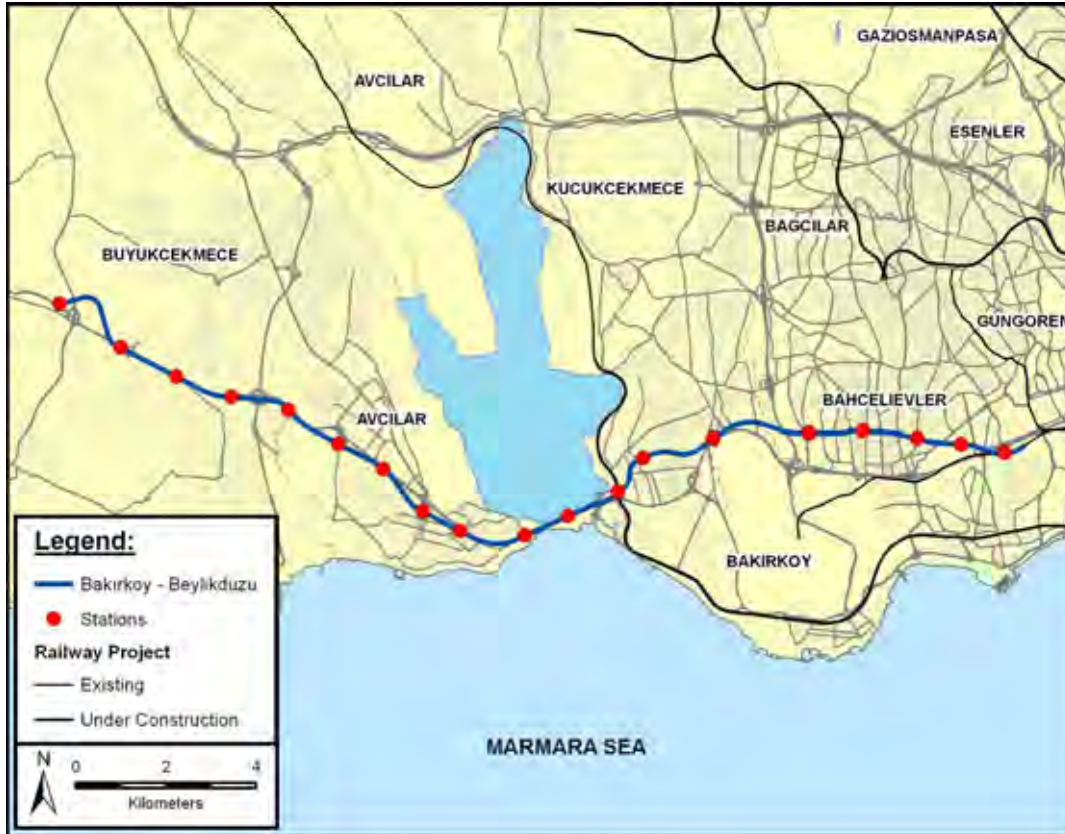 GAZIOSMANPASA
AVCILAR
ESENLER
KUCUKCEKMECE
BAGCILAR
BUYUKCEKMECE
GUNGOREN
BAHCELIEVLER
AVCILAR
BAKIRKOY
MARMARA SEA
Legend:
Bakırkoy - Beylikduzu
Stations
Railway Project
Existing
Under Construction
N
0 2 4
Kilometers